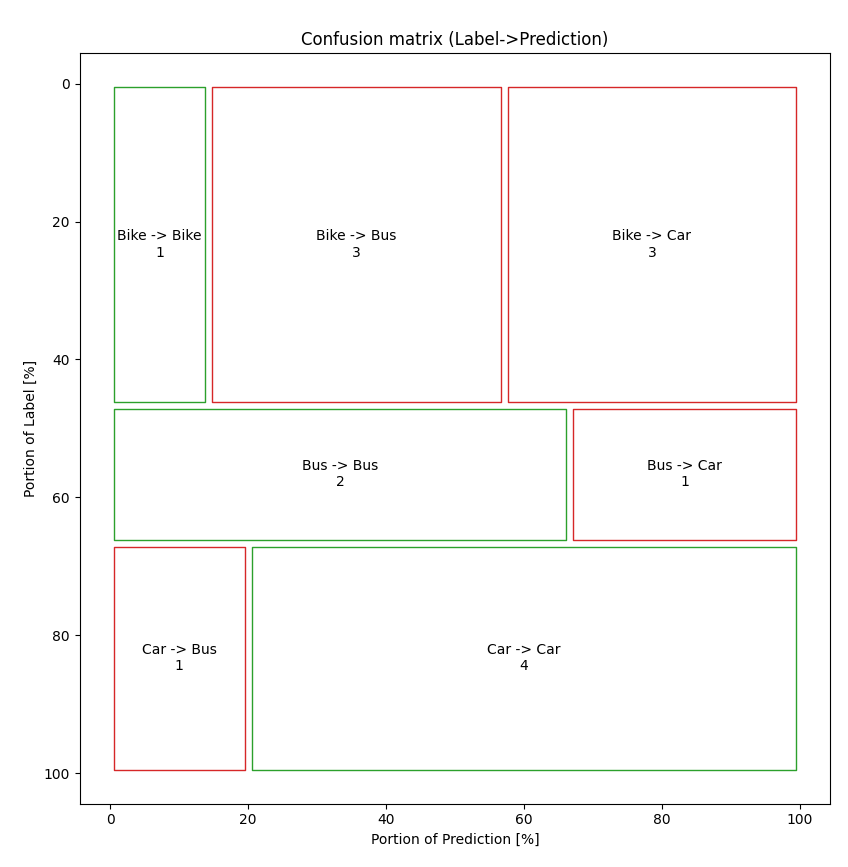 Confusion matrix (Label->Prediction)
0
20
40
60
80
100
Portion of Label [%]
Bike -> Bike
1
Bike -> Bus
3
Bike -> Car
3
Bus -> Bus
2
Bus -> Car
1
Car -> Bus
1
Car -> Car
4
0
20
40
60
80
100
Portion of Prediction [%]